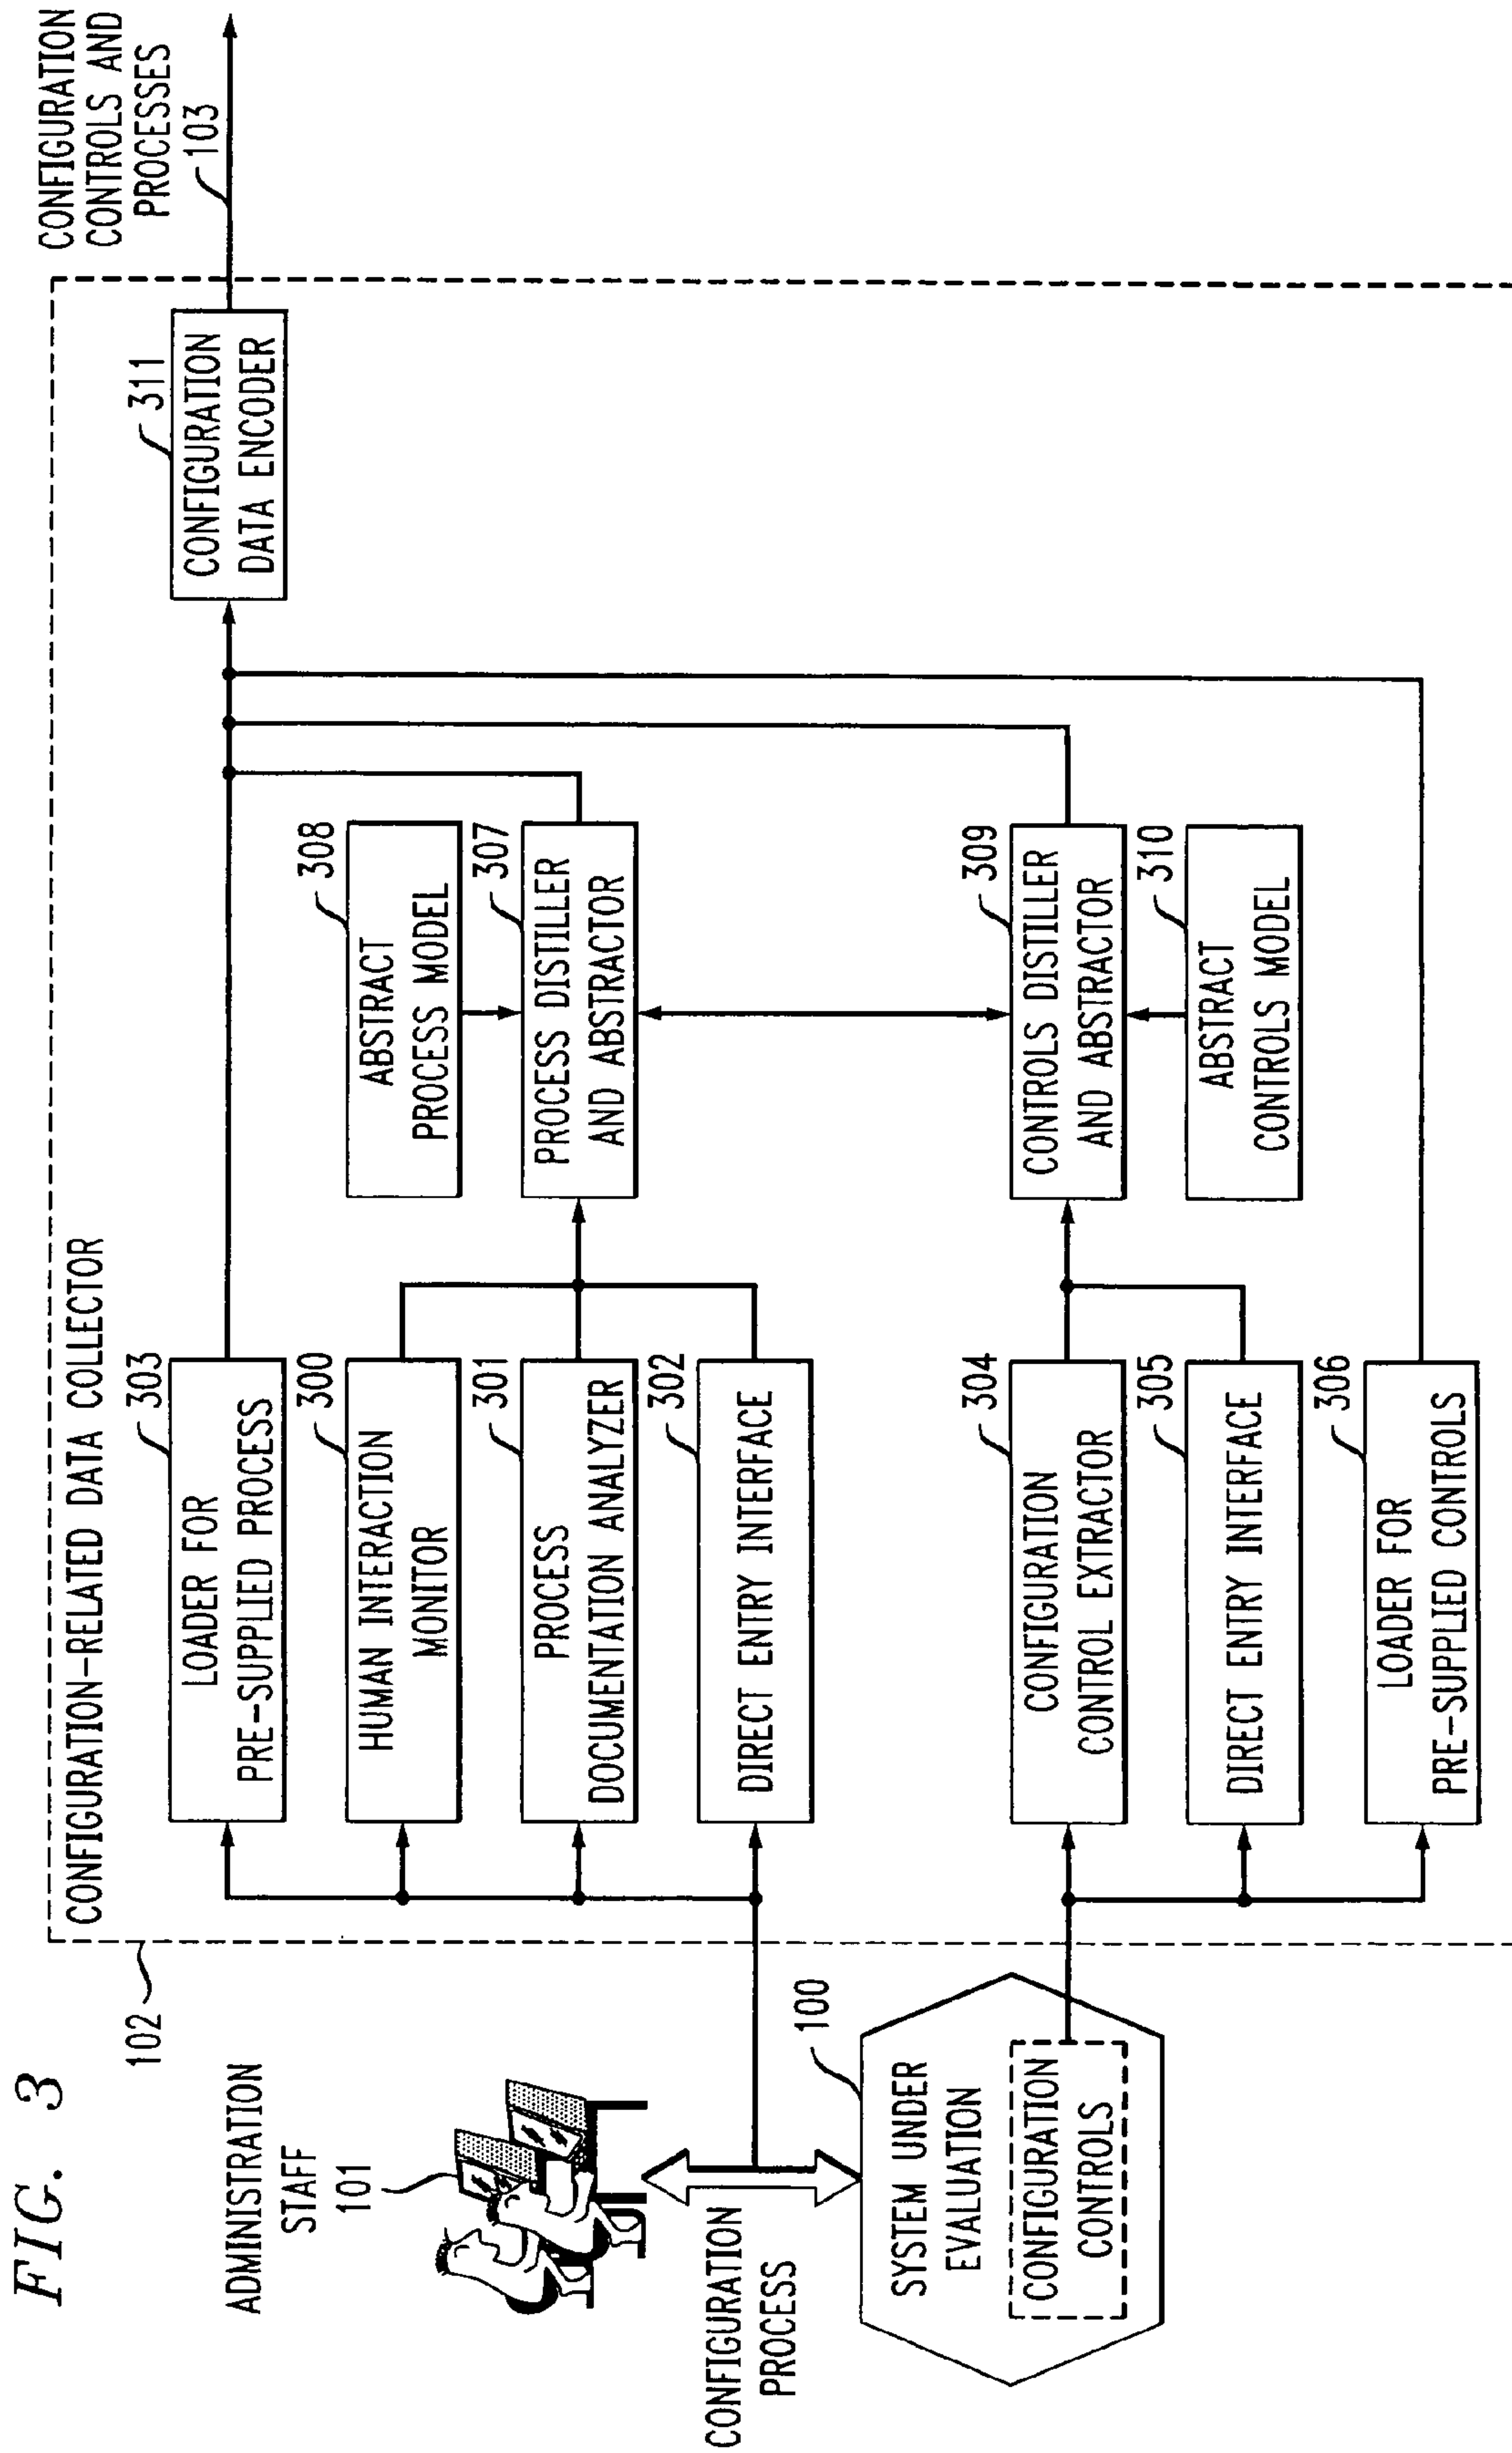 FIG. 3
102
CONFIGURATION-RELATED DATA COLLECTOR
ADMINISTRATION
STAFF
101
CONFIGURATION
PROCESS
100
SYSTEM UNDER
EVALUATION
CONFIGURATION
CONTROLS
303
LOADER FOR
PRE-SUPPLIED PROCESS
300
HUMAN INTERACTION
MONITOR
301
PROCESS
DOCUMENTATION ANALYZER
302
DIRECT ENTRY INTERFACE
304
CONFIGURATION
CONTROL EXTRACTOR
305
DIRECT ENTRY INTERFACE
306
LOADER FOR
PRE-SUPPLIED CONTROLS
308
ABSTRACT
PROCESS MODEL
307
PROCESS DISTILLER
AND ABSTRACTOR
309
CONTROLS DISTILLER
AND ABSTRACTOR
310
ABSTRACT
CONTROLS MODEL
311
CONFIGURATION
DATA ENCODER
CONFIGURATION
CONTROLS AND
PROCESSES
103